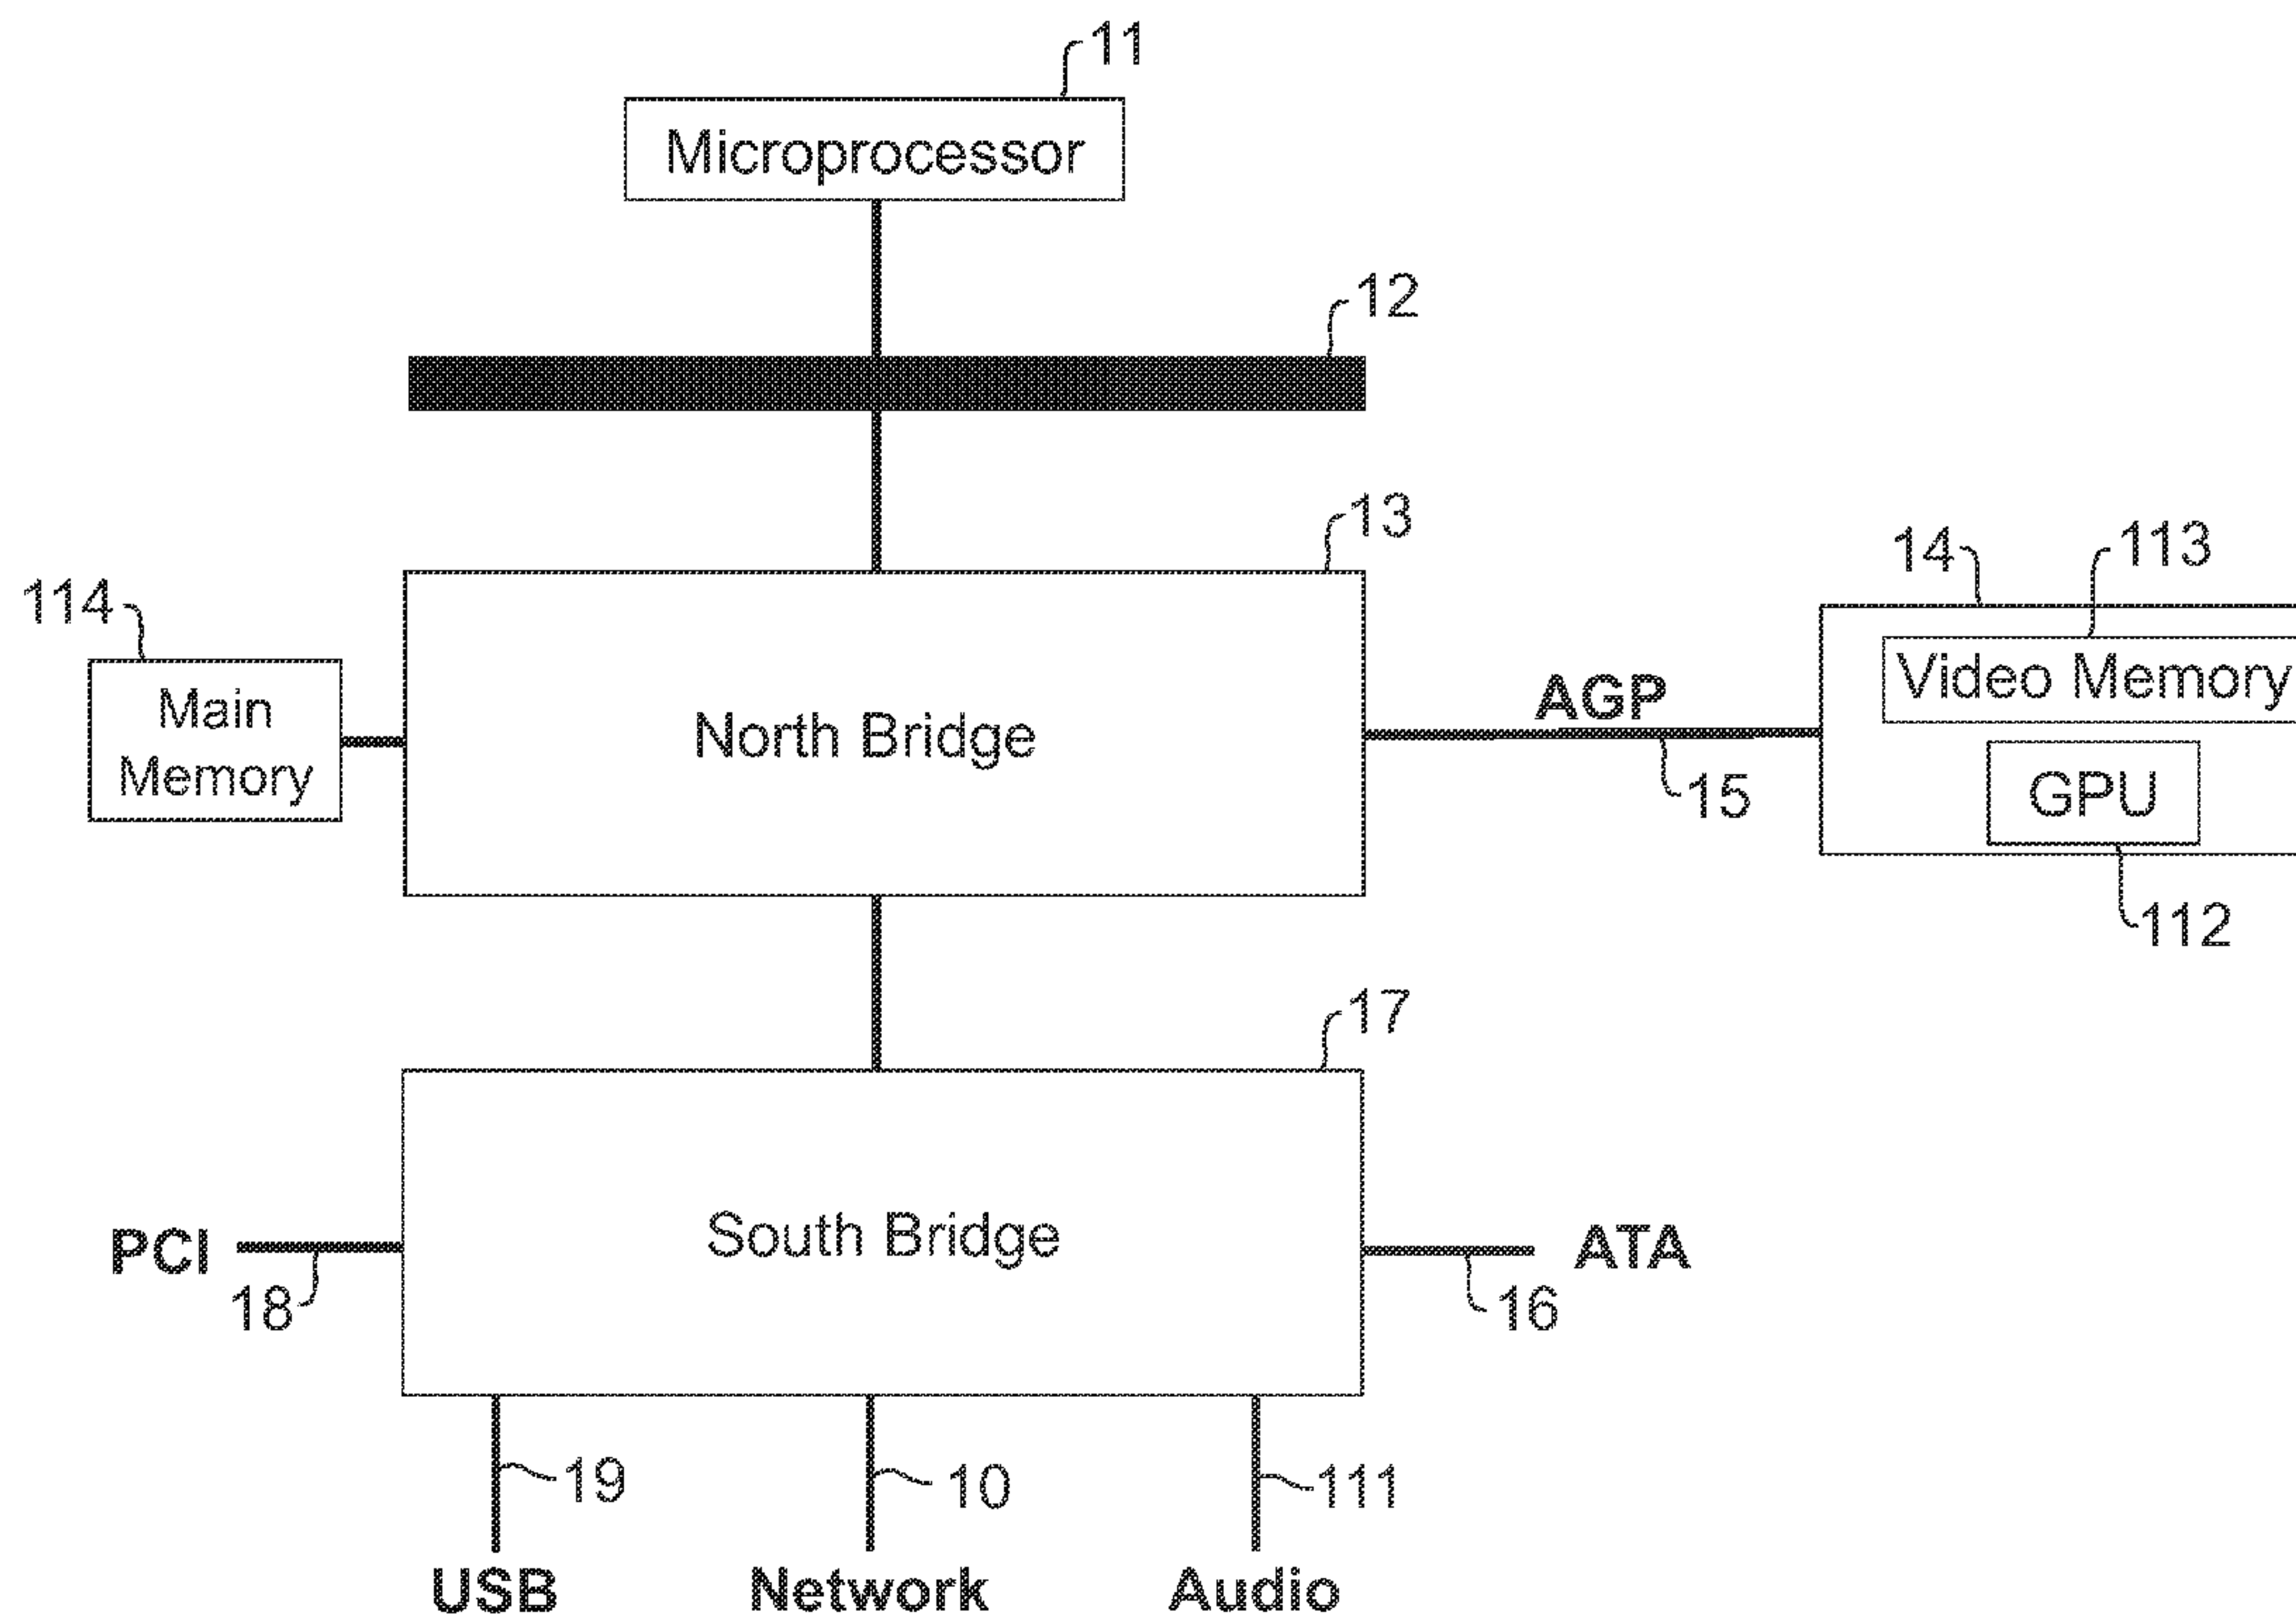 11
Microprocessor
12
13
14
113
114
Main
Memory
North Bridge
AGP
15
Video Memory
GPU
112
17
PCI
18
South Bridge
ATA
16
19
10
111
USB
Network
Audio